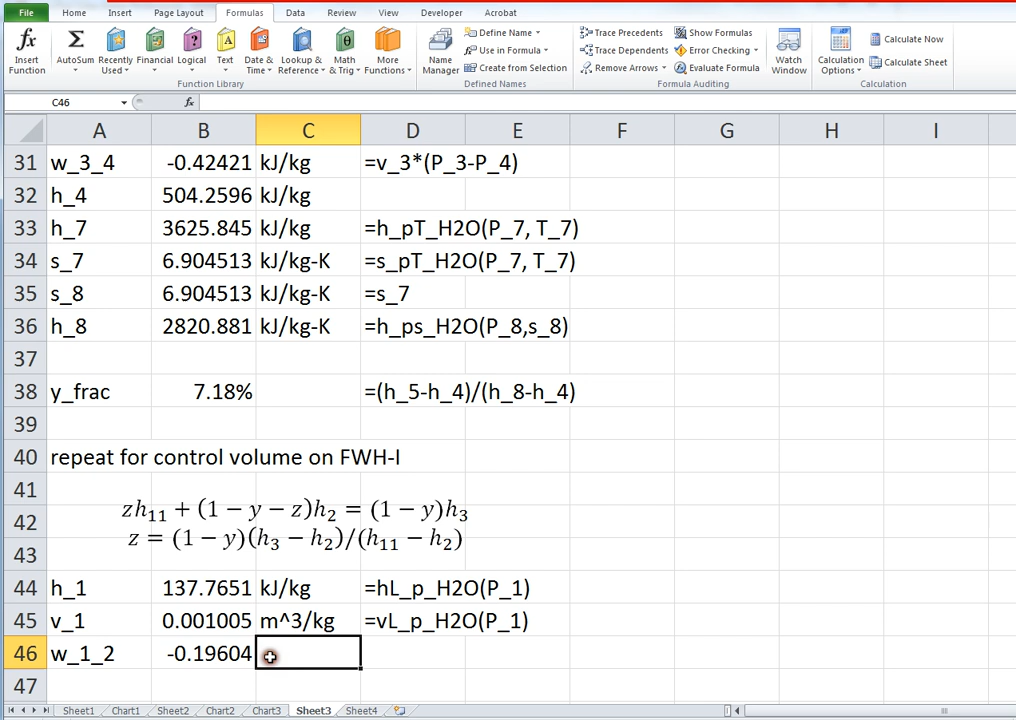 File Home Insert Page Layout Formulas Data Review View Developer Acrobat
fx Σ ? A θ
Insert Function AutoSum Recently Used Financial Logical Text Date & Time Lookup & Reference Math & Trig More Functions
Function Library
Name Manager Define Name Use in Formula Create from Selection
Defined Names
Trace Precedents Trace Dependents Remove Arrows Show Formulas Error Checking Evaluate Formula Watch Window
Formula Auditing
Calculation Options Calculate Now Calculate Sheet
Calculation
C46 fx
A B C D E F G H I
31 w_3_4 -0.42421 kJ/kg =v_3*(P_3-P_4)
32 h_4 504.2596 kJ/kg
33 h_7 3625.845 kJ/kg =h_pT_H2O(P_7, T_7)
34 s_7 6.904513 kJ/kg-K =s_pT_H2O(P_7, T_7)
35 s_8 6.904513 kJ/kg-K =s_7
36 h_8 2820.881 kJ/kg-K =h_ps_H2O(P_8,s_8)
37
38 y_frac 7.18% =(h_5-h_4)/(h_8-h_4)
39
40 repeat for control volume on FWH-I
41
zh₁₁ + (1 − y − z)h₂ = (1 − y)h₃
42
z = (1 − y)(h₃ − h₂)/(h₁₁ − h₂)
43
44 h_1 137.7651 kJ/kg =hL_p_H2O(P_1)
45 v_1 0.001005 m^3/kg =vL_p_H2O(P_1)
46 w_1_2 -0.19604
47
Sheet1 Chart1 Sheet2 Chart2 Chart3 Sheet3 Sheet4